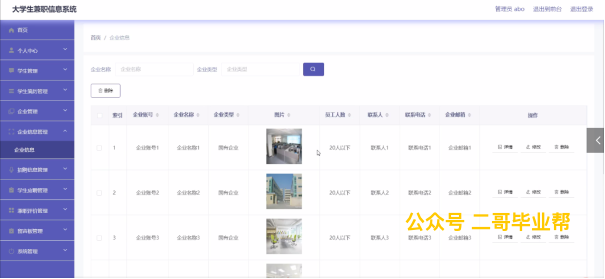 大学生兼职信息系统
管理员 abo 退出到前台 退出登录
首页
个人中心
学生管理
学生简历管理
企业管理
企业信息管理
企业信息
招聘信息管理
学生应聘管理
兼职评价管理
管理
系统管理
首页 / 企业信息
企业名称 企业名称 企业类型 企业类型
删除
索引 企业账号 企业名称 企业类型 照片 员工人数 联系人 联系电话 企业邮箱 操作
1 企业账号1 企业名称1 国有企业 20人以下 联系人1 联系电话1 企业邮箱1 详情 修改 删除
2 企业账号2 企业名称2 国有企业 20人以下 联系人2 联系电话2 企业邮箱2 详情 修改 删除
公众号 二哥毕业帮
3 企业账号3 企业名称3 国有企业 20人以下 联系人3 联系电话3 企业邮箱3 详情 修改 删除